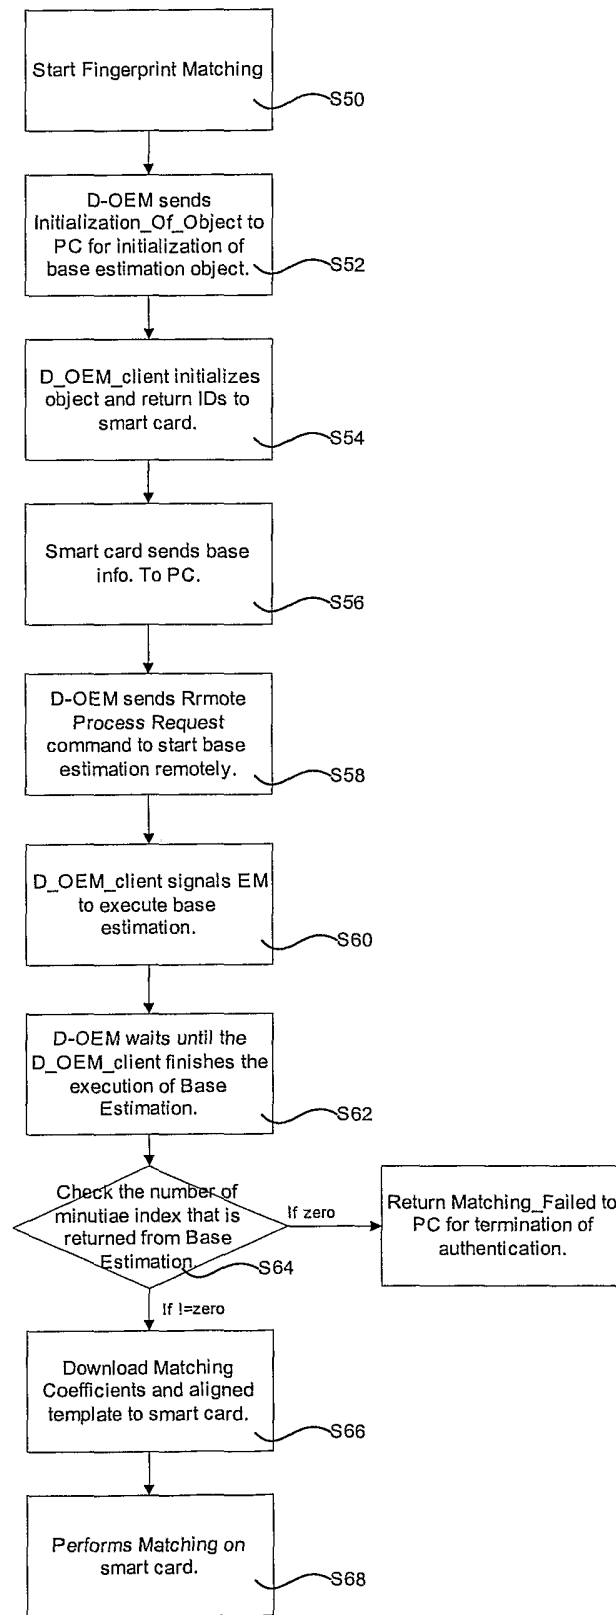 Start Fingerprint Matching
S50
D-OEM sends
Initialization_Of_Object to
PC for initialization of
base estimation object.
S52
D_OEM_client initializes
object and return IDs to
smart card.
S54
Smart card sends base
info. To PC.
S56
D-OEM sends Rrmote
Process Request
command to start base
estimation remotely.
S58
D_OEM_client signals EM
to execute base
estimation.
S60
D-OEM waits until the
D_OEM_client finishes the
execution of Base
Estimation.
S62
Check the number of
minutiae index that is
returned from Base
Estimation.
S64
If zero
Return Matching_Failed to
PC for termination of
authentication.
If !=zero
Download Matching
Coefficients and aligned
template to smart card.
S66
Performs Matching on
smart card.
S68